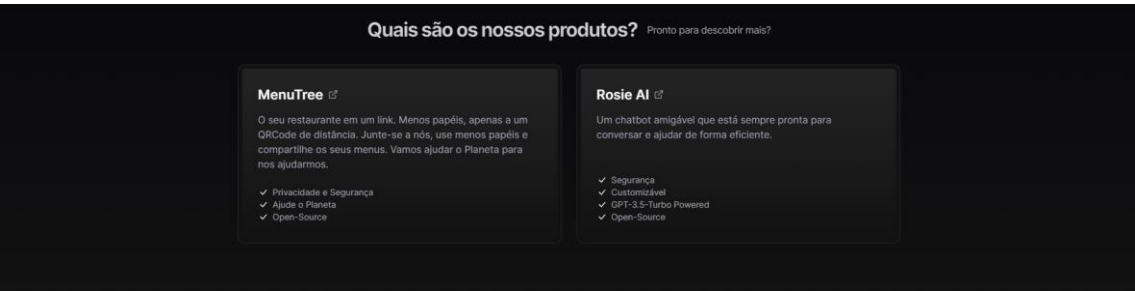 Quais são os nossos produtos? Pronto para descobrir mais?
MenuTree
O seu restaurante em um link. Menos papéis, apenas a um
QRCode de distância. Junte-se a nós, use menos papéis e
compartilhe os seus menus. Vamos ajudar o Planeta para
nos ajudarmos.
Privacidade e Segurança
Ajude o Planeta
Open-Source
Rosie AI
Um chatbot amigável que está sempre pronta para
conversar e ajudar de forma eficiente.
Segurança
Customizável
GPT-3.5-Turbo Powered
Open-Source